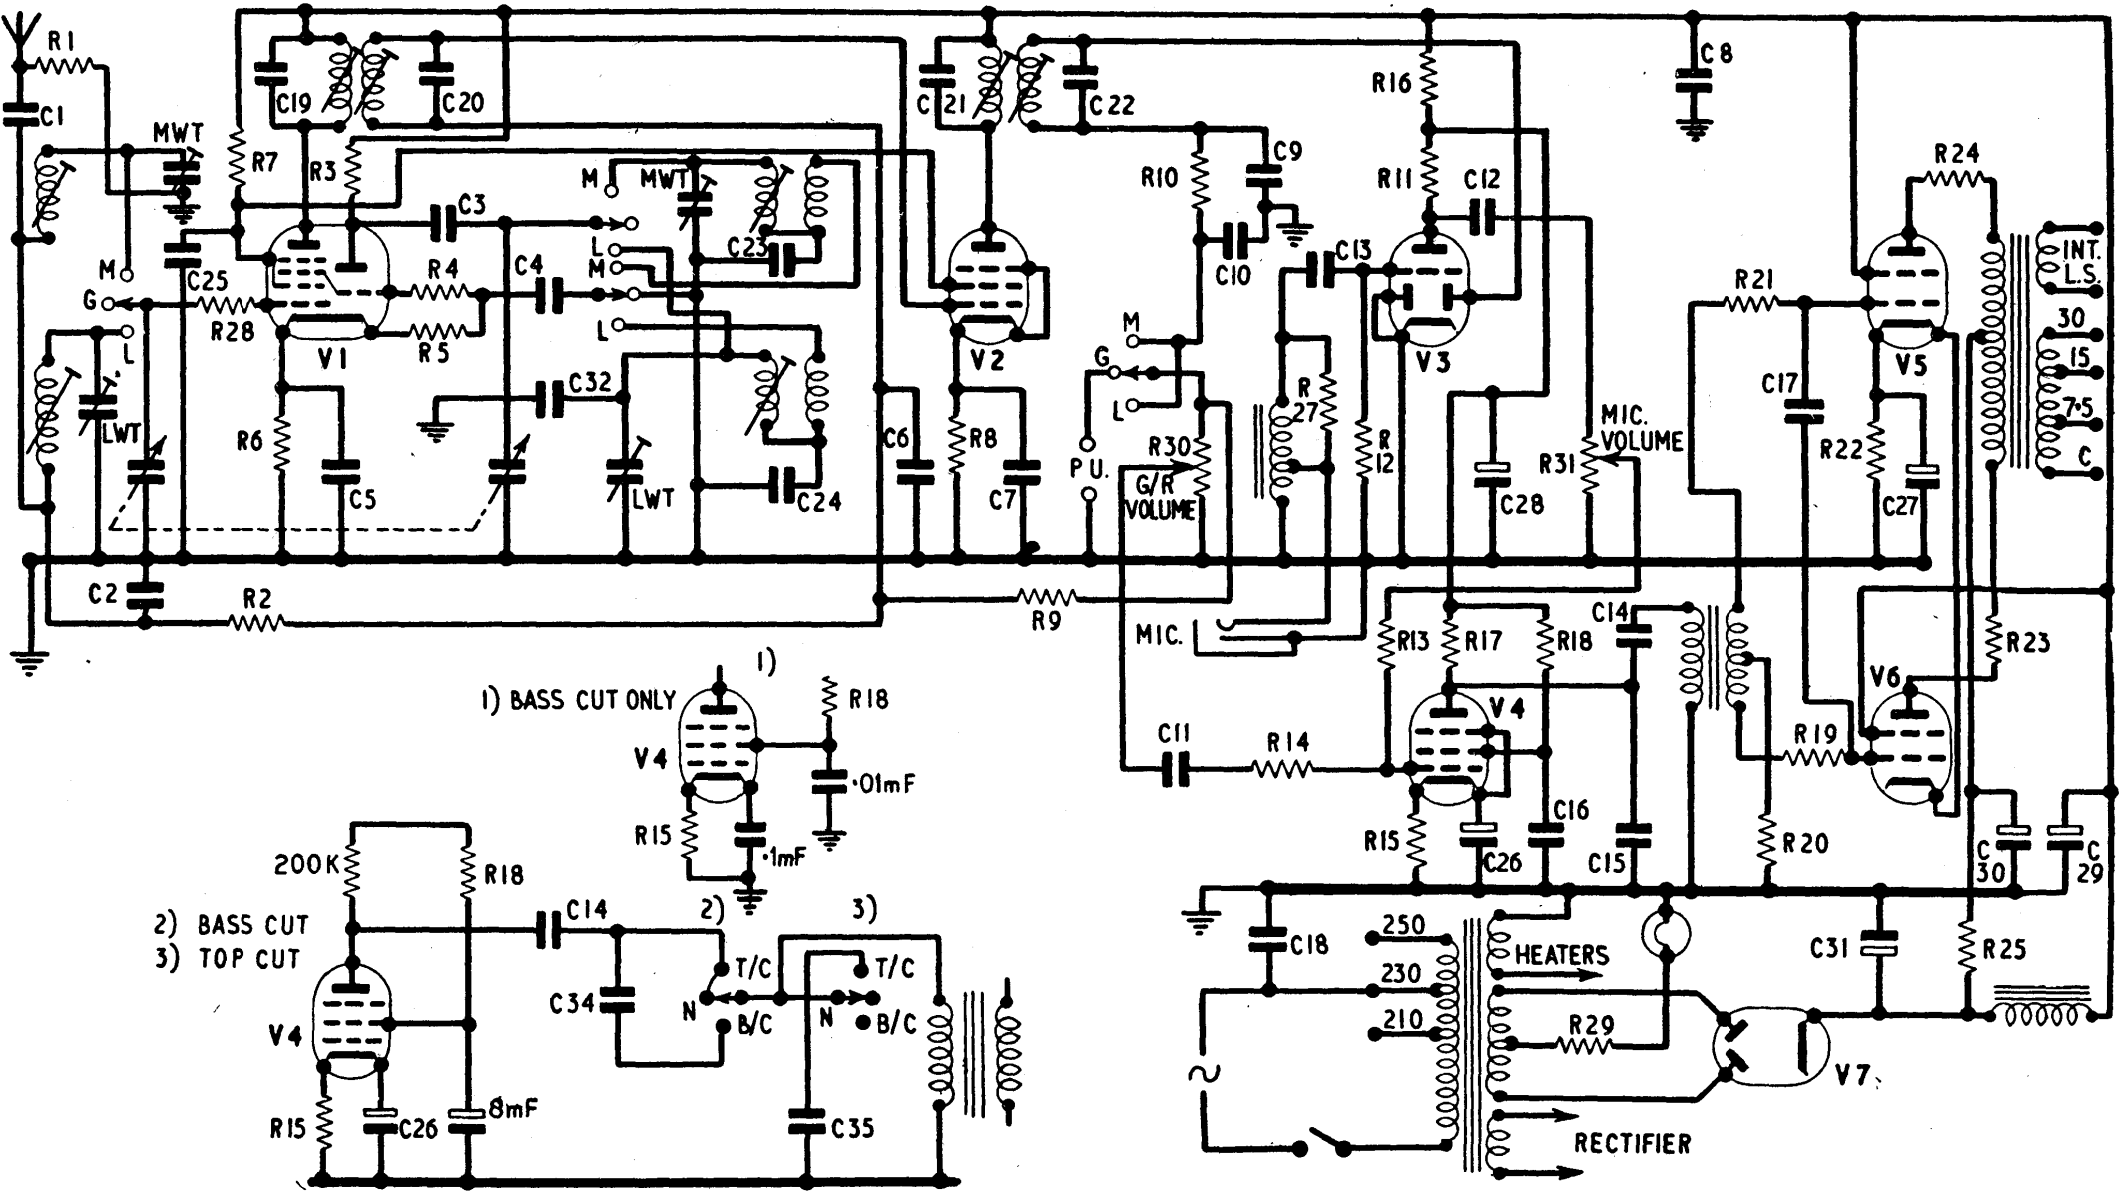 R1
C1
MWT
C19
C20
R7
R3
C3
M
MWT
L
M
C23
R4
C4
M
G
C25
R28
V1
R5
L
L
LWT
R6
C5
C32
LWT
C24
C6
R8
C7
C2
R2
R9
C21
C22
V2
R10
C9
C10
C13
M
G
L
P.U.
R30
G/R
VOLUME
R
27
R
12
R16
R11
C12
V3
C28
MIC.
VOLUME
R31
C8
R24
R21
V5
C17
R22
C27
INT.
L.S.
30
15
7.5
C
MIC.
R13
R17
R18
C14
R23
V6
V4
C11
R14
R19
R15
C26
C16
C15
R20
C
30
C
29
1)
1) BASS CUT ONLY
R18
V4
.01mF
R15
.1mF
200K
R18
2) BASS CUT
3) TOP CUT
C14
2)
3)
T/C
T/C
C34
N
B/C
N
B/C
V4
8mF
R15
C26
C35
C18
250
230
210
HEATERS
R29
C31
R25
V7
RECTIFIER